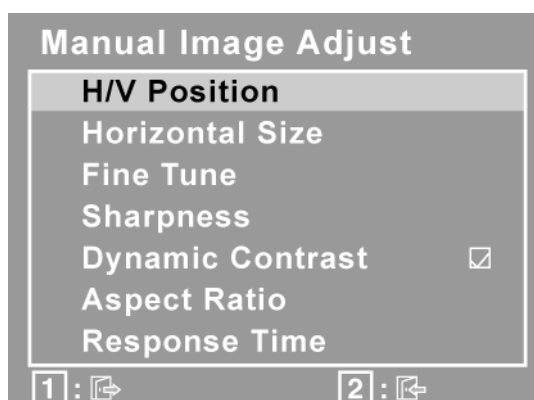 Manual Image Adjust
H/V Position
Horizontal Size
Fine Tune
Sharpness
Dynamic Contrast
Aspect Ratio
Response Time
1 : 2 :